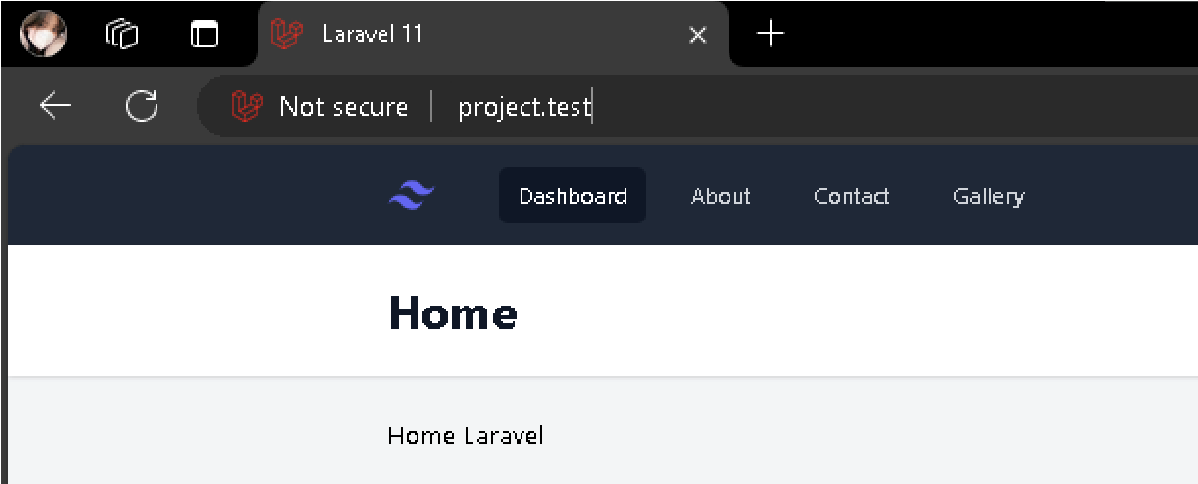 Laravel 11
Not secure project.test
Dashboard About Contact Gallery
Home
Home Laravel